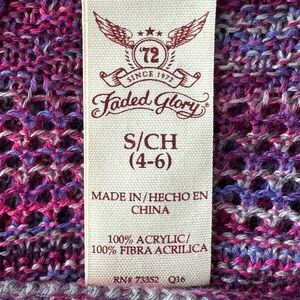 '72
SINCE 1972
Faded Glory®
S/CH
(4-6)
MADE IN/HECHO EN
CHINA
100% ACRYLIC/
100% FIBRA ACRILICA
RN# 73352 Q16